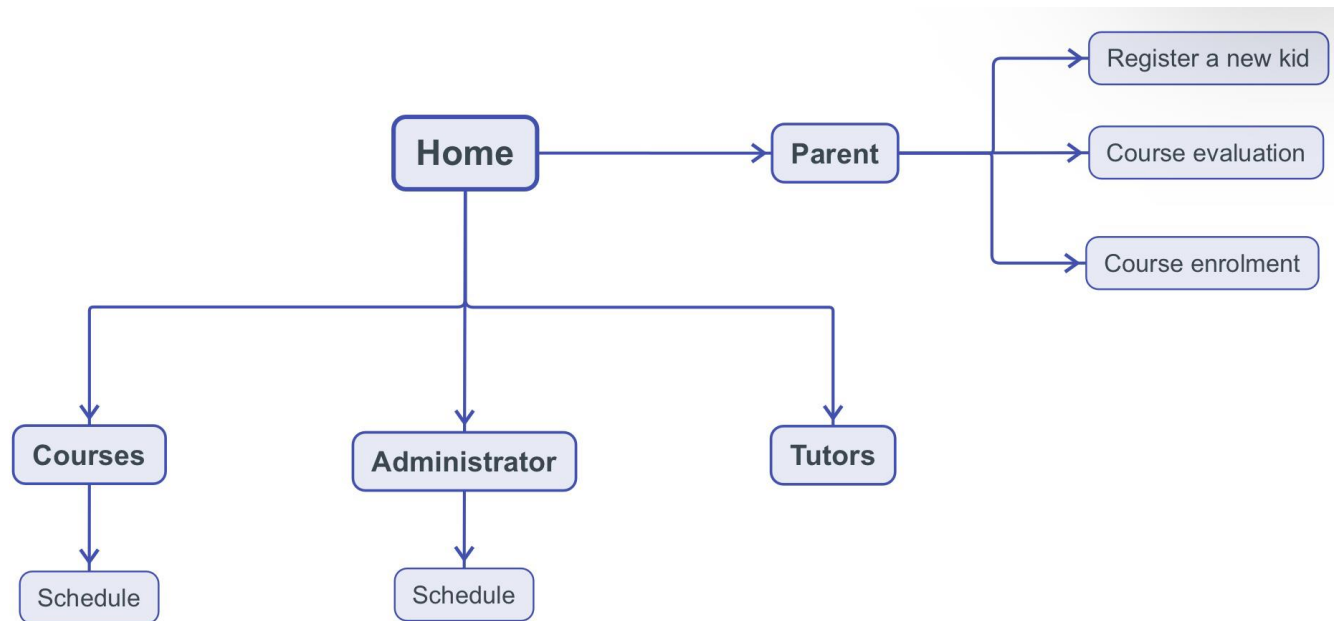 Register a new kid
Home
Parent
Course evaluation
Course enrolment
Courses
Administrator
Tutors
Schedule
Schedule